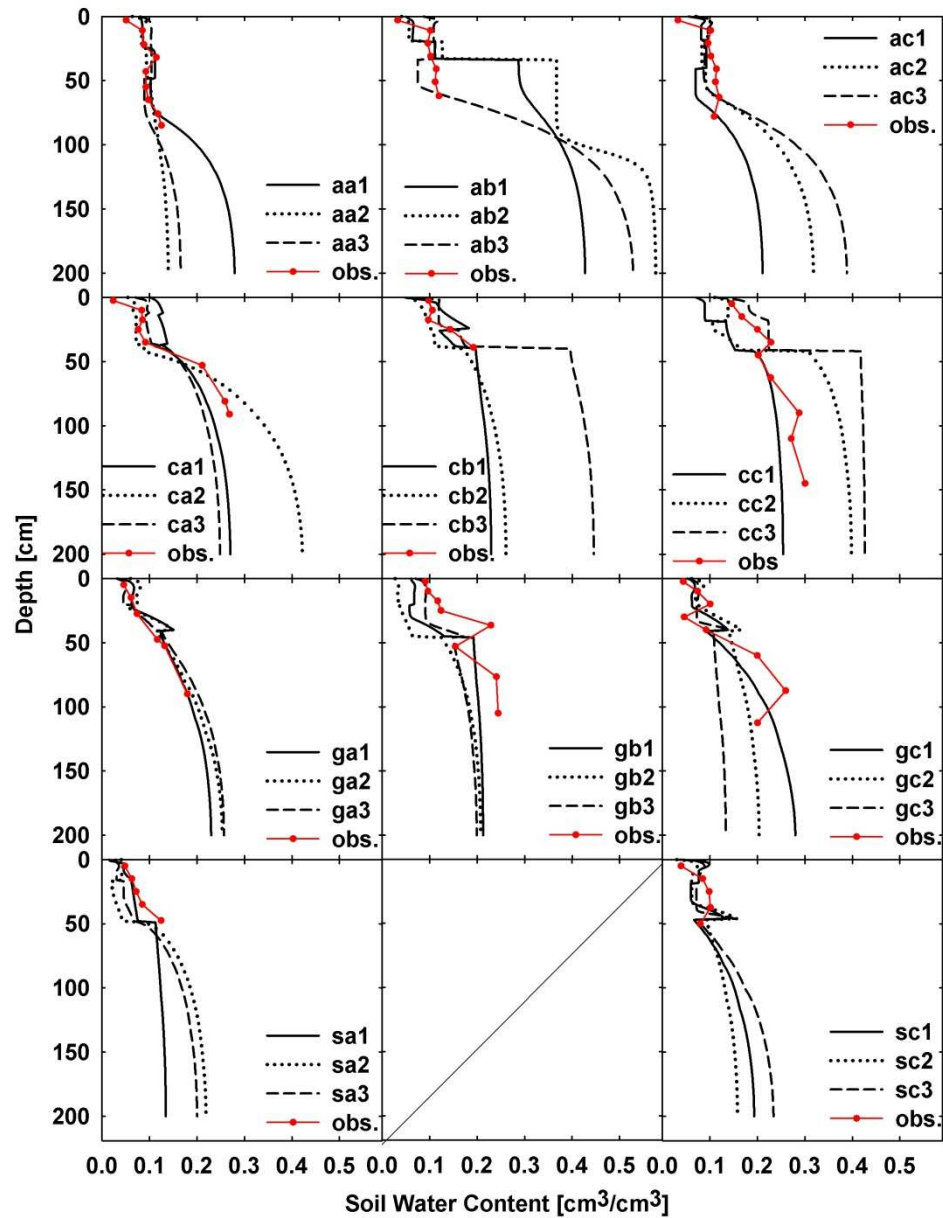 0
50
100
150
200
aa1
aa2
aa3
obs.
ab1
ab2
ab3
obs.
ac1
ac2
ac3
obs.
0
50
100
150
200
ca1
ca2
ca3
obs.
cb1
cb2
cb3
obs.
cc1
cc2
cc3
obs
Depth [cm]
0
50
100
150
200
ga1
ga2
ga3
obs.
gb1
gb2
gb3
obs.
gc1
gc2
gc3
obs.
0
50
100
150
200
sa1
sa2
sa3
obs.
sc1
sc2
sc3
obs.
0.0 0.1 0.2 0.3 0.4 0.5 0.0 0.1 0.2 0.3 0.4 0.5 0.0 0.1 0.2 0.3 0.4 0.5
Soil Water Content [cm³/cm³]